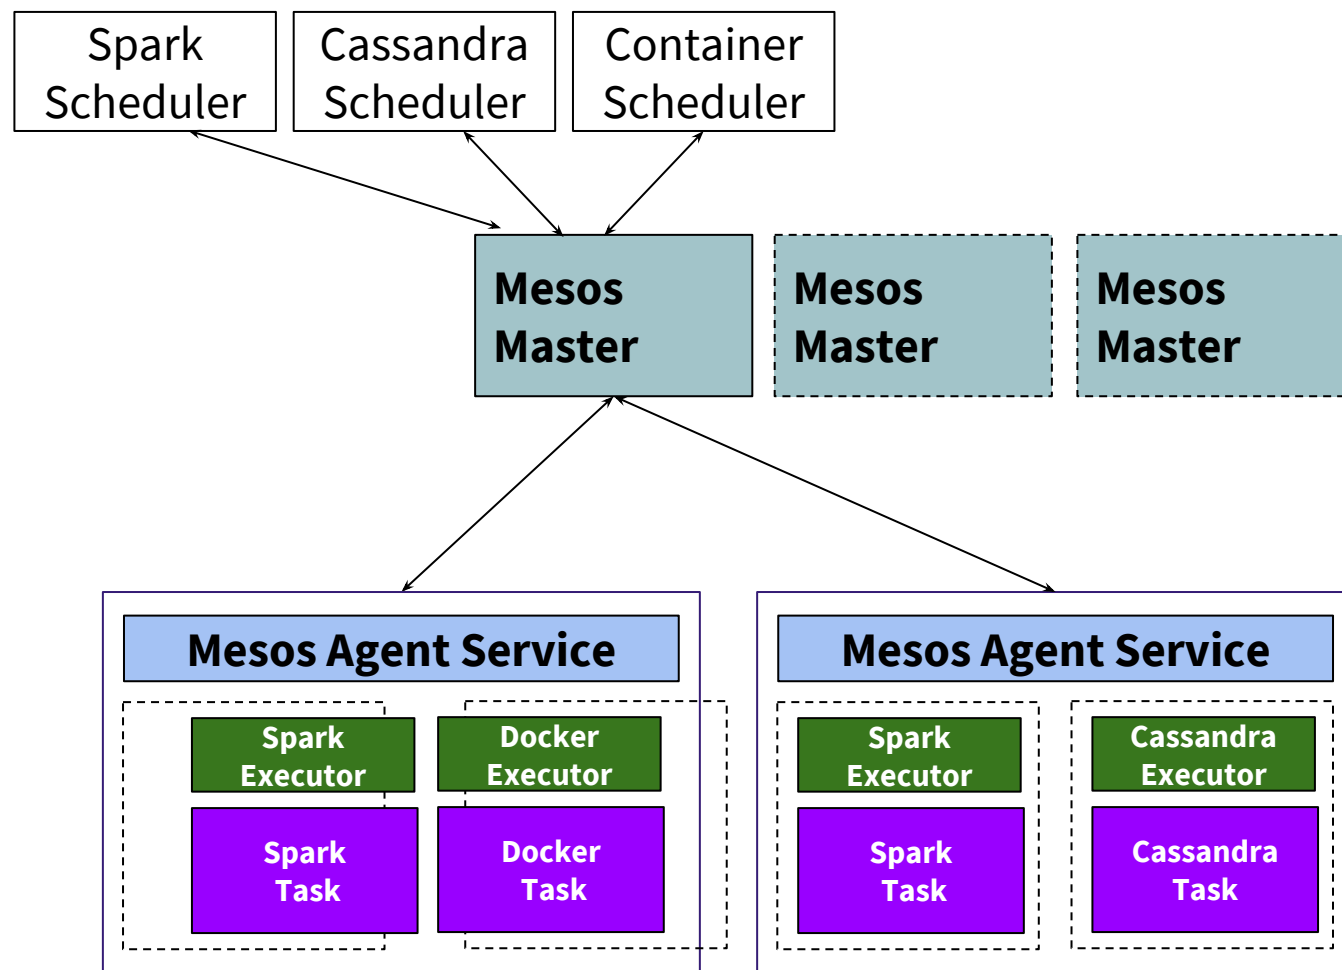 Spark
Scheduler
Cassandra
Scheduler
Container
Scheduler
Mesos
Master
Mesos
Master
Mesos
Master
Mesos Agent Service
Mesos Agent Service
Spark
Executor
Docker
Executor
Spark
Executor
Cassandra
Executor
Spark
Task
Docker
Task
Spark
Task
Cassandra
Task